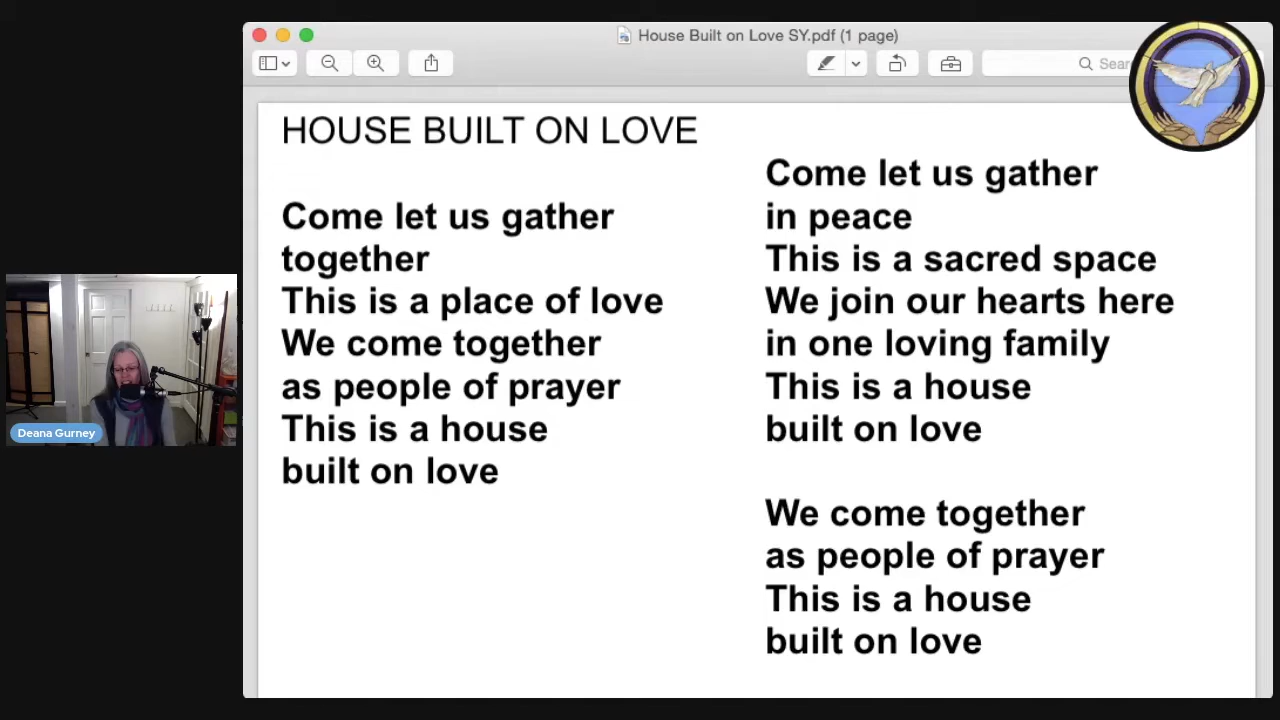 House Built on Love SY.pdf (1 page)
Sear
HOUSE BUILT ON LOVE
Come let us gather
together
This is a place of love
We come together
as people of prayer
This is a house
built on love
Come let us gather
in peace
This is a sacred space
We join our hearts here
in one loving family
This is a house
built on love
We come together
as people of prayer
This is a house
built on love
Deana Gurney